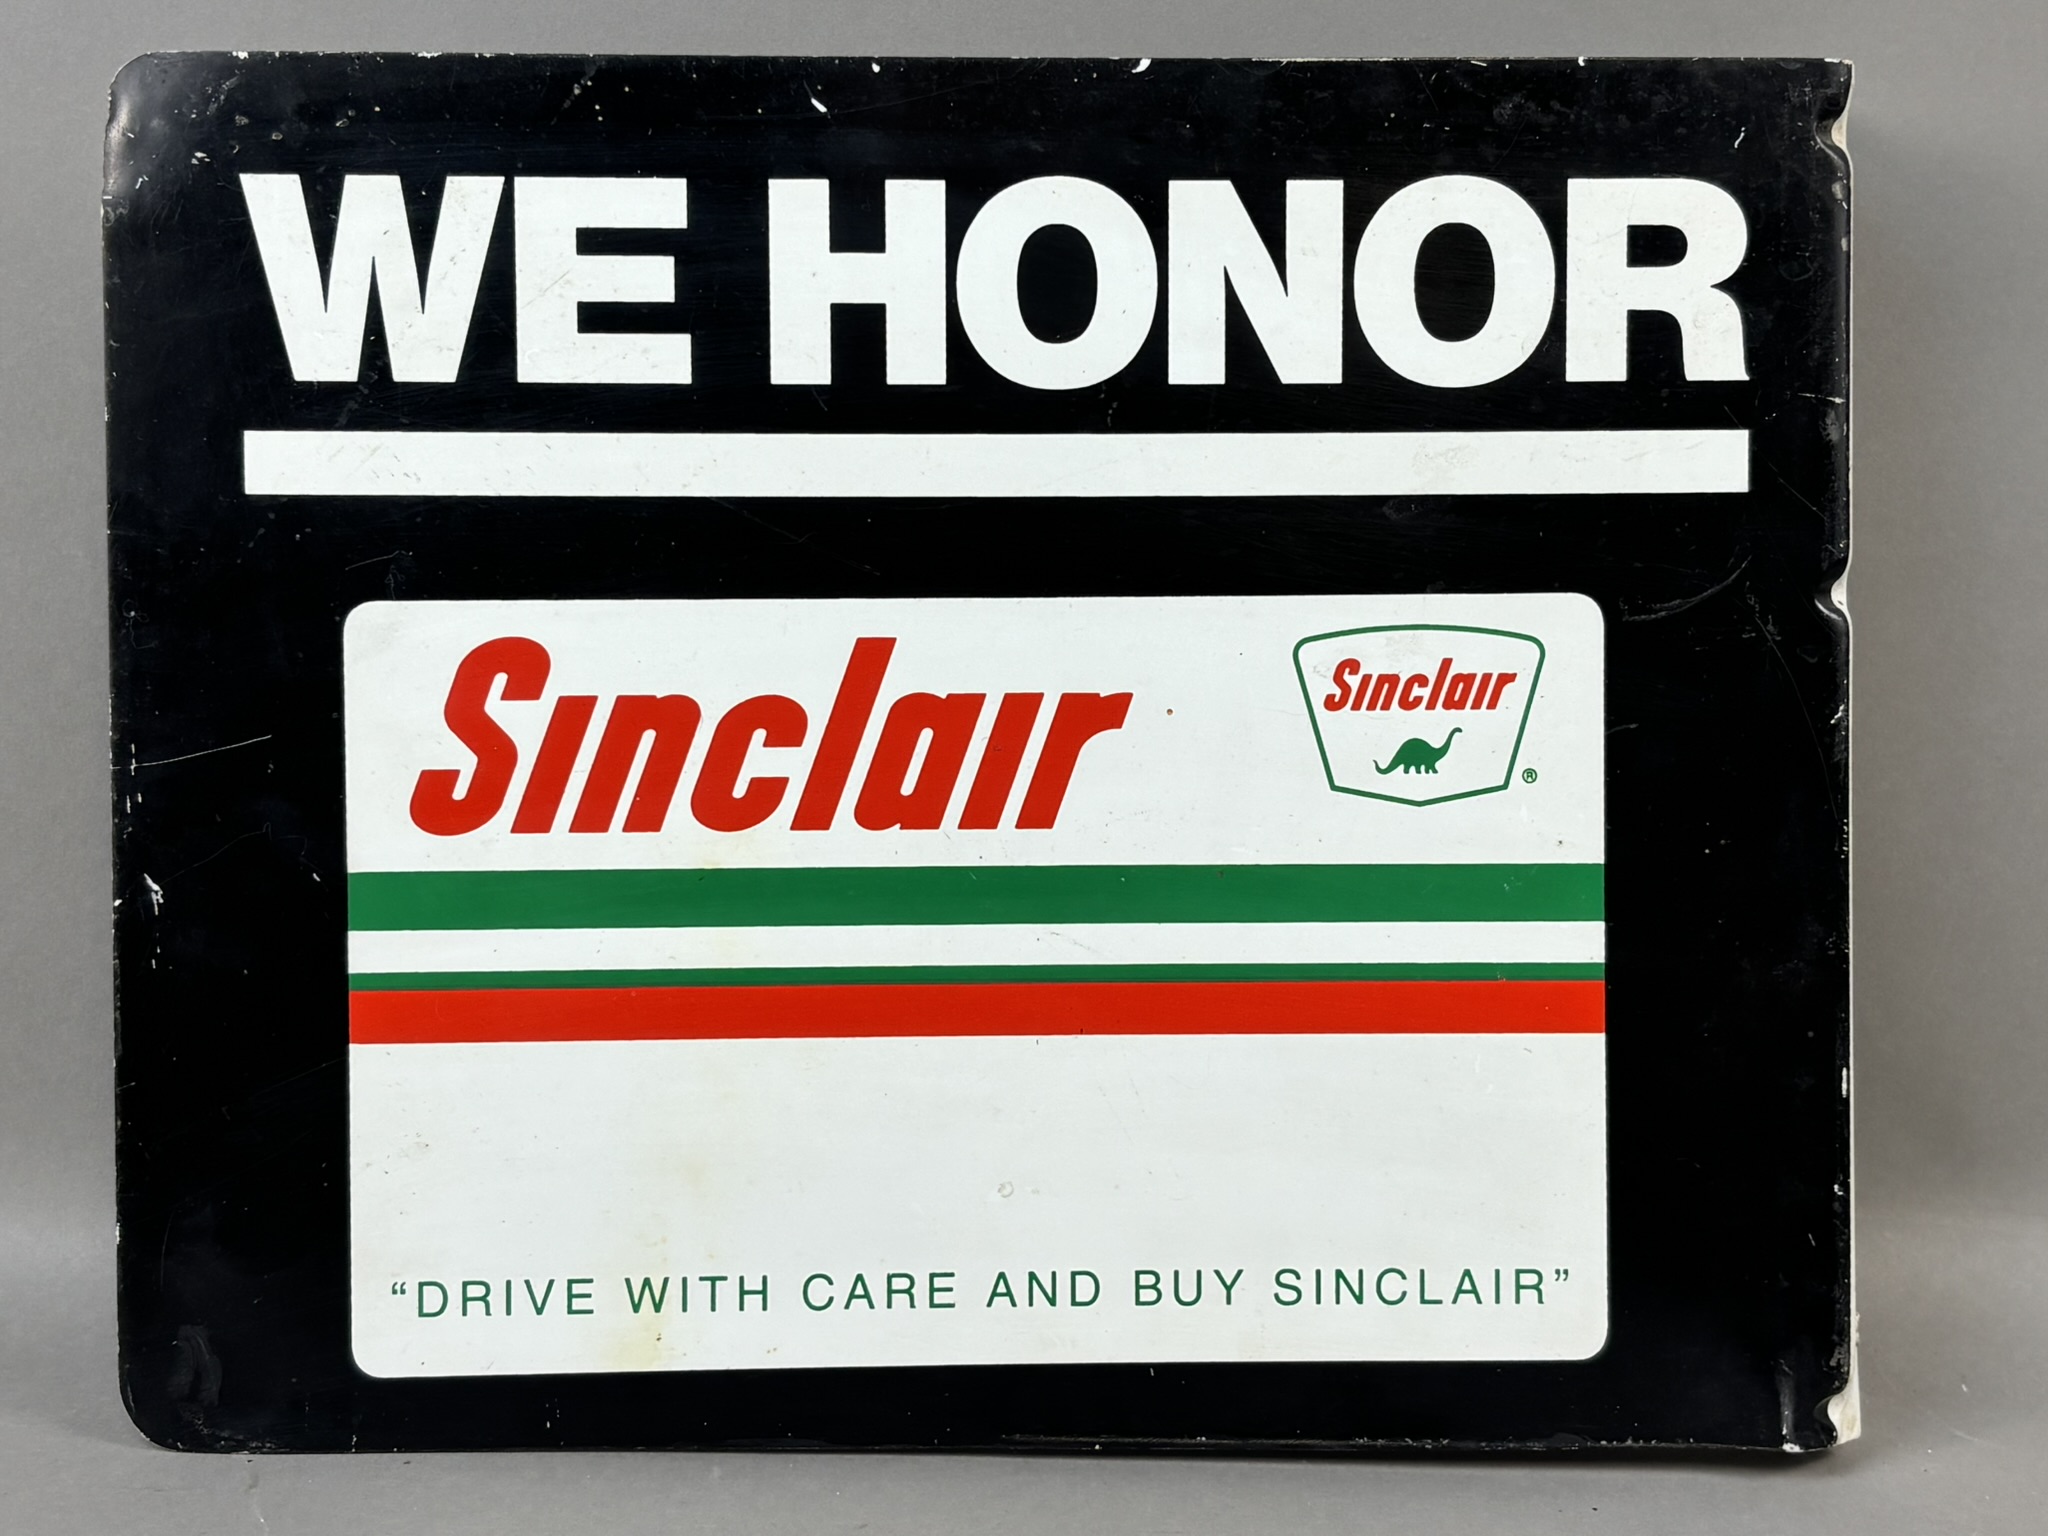 WE HONOR
Sinclair
Sinclair
®
“DRIVE WITH CARE AND BUY SINCLAIR”